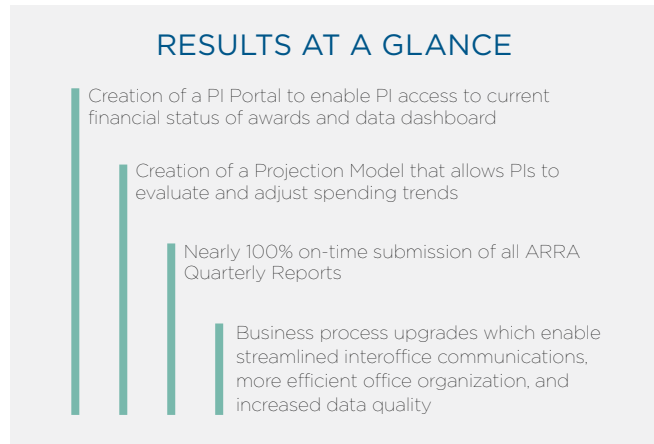 RESULTS AT A GLANCE
Creation of a PI Portal to enable PI access to current
financial status of awards and data dashboard
Creation of a Projection Model that allows PIs to
evaluate and adjust spending trends
Nearly 100% on-time submission of all ARRA
Quarterly Reports
Business process upgrades which enable
streamlined interoffice communications,
more efficient office organization, and
increased data quality